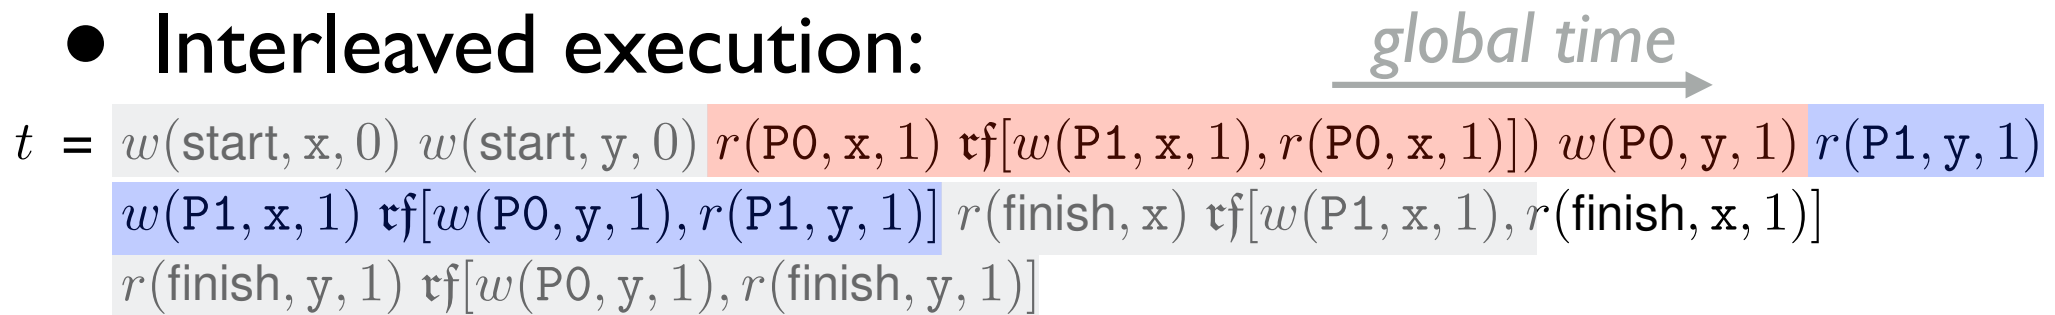 • Interleaved execution:
global time
t = w(start, x, 0) w(start, y, 0) r(P0, x, 1) 𝔯𝔣[w(P1, x, 1), r(P0, x, 1)]) w(P0, y, 1) r(P1, y, 1)
w(P1, x, 1) 𝔯𝔣[w(P0, y, 1), r(P1, y, 1)] r(finish, x) 𝔯𝔣[w(P1, x, 1), r(finish, x, 1)]
r(finish, y, 1) 𝔯𝔣[w(P0, y, 1), r(finish, y, 1)]